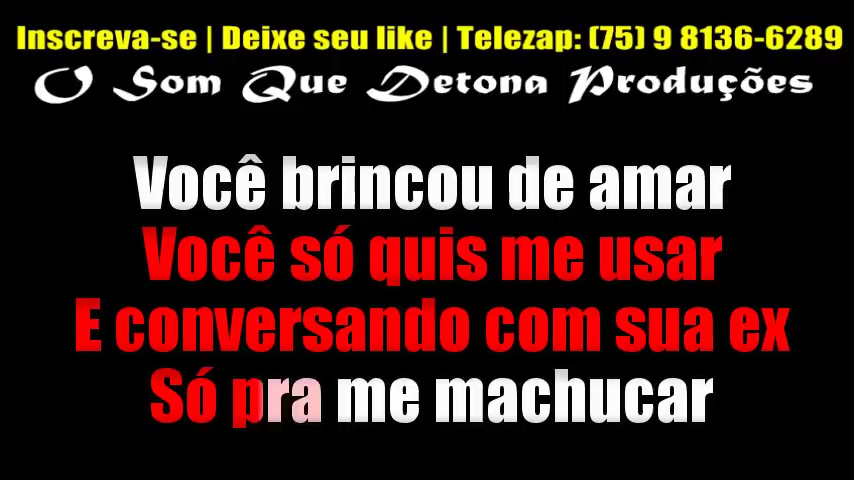 Inscreva-se | Deixe seu like | Telezap: (75) 9 8136-6289
O Som Que Detona Produções
Você brincou de amar
Você só quis me usar
E conversando com sua ex
Só pra me machucar